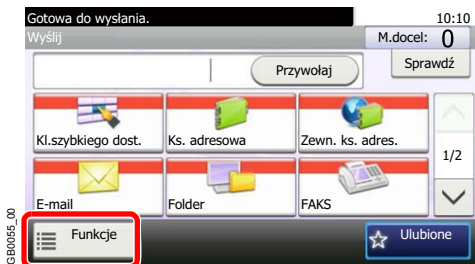 Gotowa do wysłania. 10:10
Wyślij M.docel: 0
Przywołaj Sprawdź
Kl.szybkiego dost. Ks. adresowa Zewn. ks. adres.
1/2
E-mail Folder FAKS
Funkcje Ulubione
GB0055_00